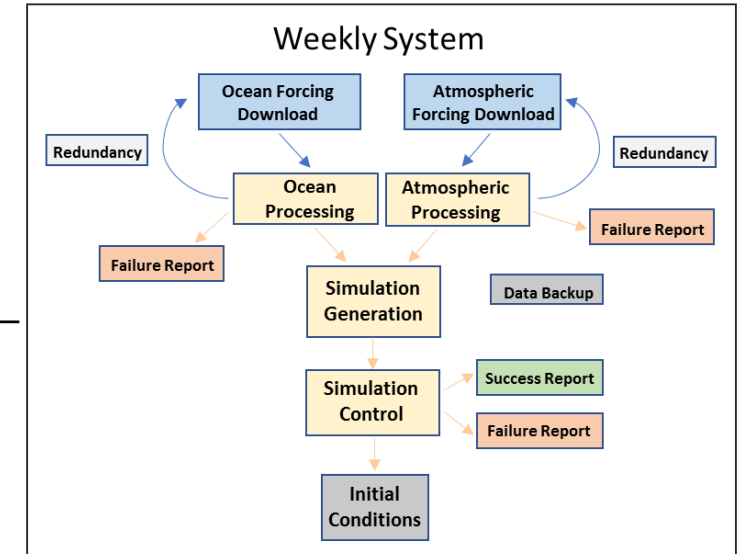 Weekly System
Ocean Forcing
Download
Atmospheric
Forcing Download
Redundancy
Redundancy
Ocean
Processing
Atmospheric
Processing
Failure Report
Failure Report
Simulation
Generation
Data Backup
Simulation
Control
Success Report
Failure Report
Initial
Conditions